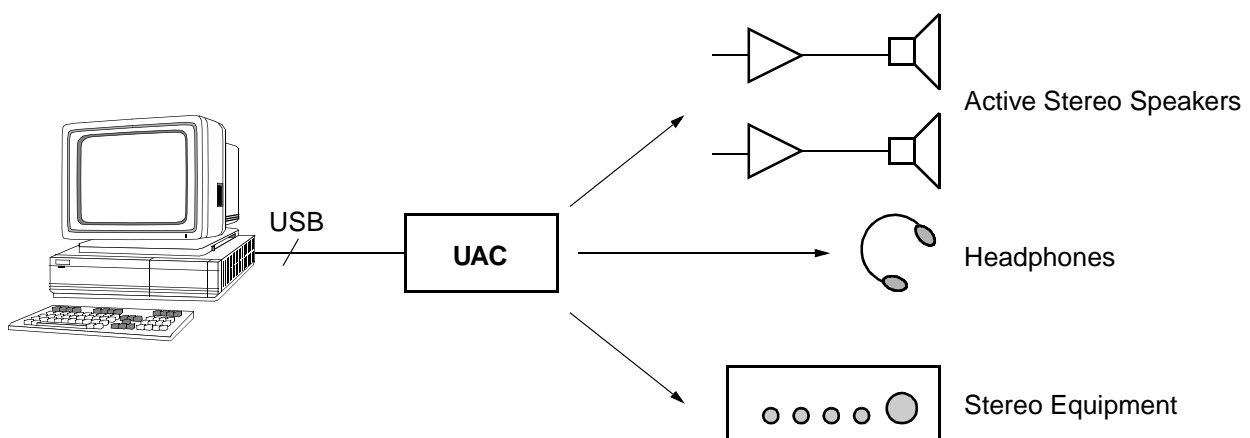 Active Stereo Speakers
USB
UAC
Headphones
Stereo Equipment